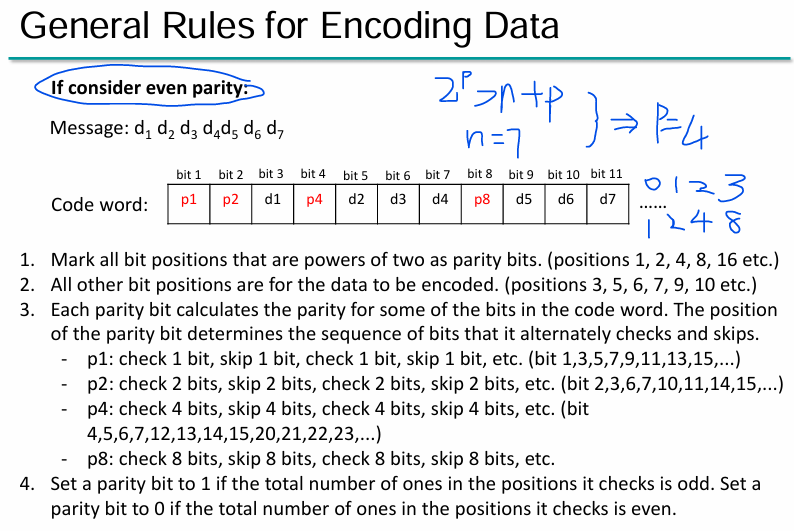 General Rules for Encoding Data
If consider even parity:
2^p > n + p
Message: d₁ d₂ d₃ d₄d₅ d₆ d₇
n = 7
} ⇒ P = 4
bit 1 bit 2 bit 3 bit 4 bit 5 bit 6 bit 7 bit 8 bit 9 bit 10 bit 11
Code word: p1 p2 d1 p4 d2 d3 d4 p8 d5 d6 d7 ......
0 1 2 3
1 2 4 8
1. Mark all bit positions that are powers of two as parity bits. (positions 1, 2, 4, 8, 16 etc.)
2. All other bit positions are for the data to be encoded. (positions 3, 5, 6, 7, 9, 10 etc.)
3. Each parity bit calculates the parity for some of the bits in the code word. The position
of the parity bit determines the sequence of bits that it alternately checks and skips.
- p1: check 1 bit, skip 1 bit, check 1 bit, skip 1 bit, etc. (bit 1,3,5,7,9,11,13,15,...)
- p2: check 2 bits, skip 2 bits, check 2 bits, skip 2 bits, etc. (bit 2,3,6,7,10,11,14,15,...)
- p4: check 4 bits, skip 4 bits, check 4 bits, skip 4 bits, etc. (bit
4,5,6,7,12,13,14,15,20,21,22,23,...)
- p8: check 8 bits, skip 8 bits, check 8 bits, skip 8 bits, etc.
4. Set a parity bit to 1 if the total number of ones in the positions it checks is odd. Set a
parity bit to 0 if the total number of ones in the positions it checks is even.